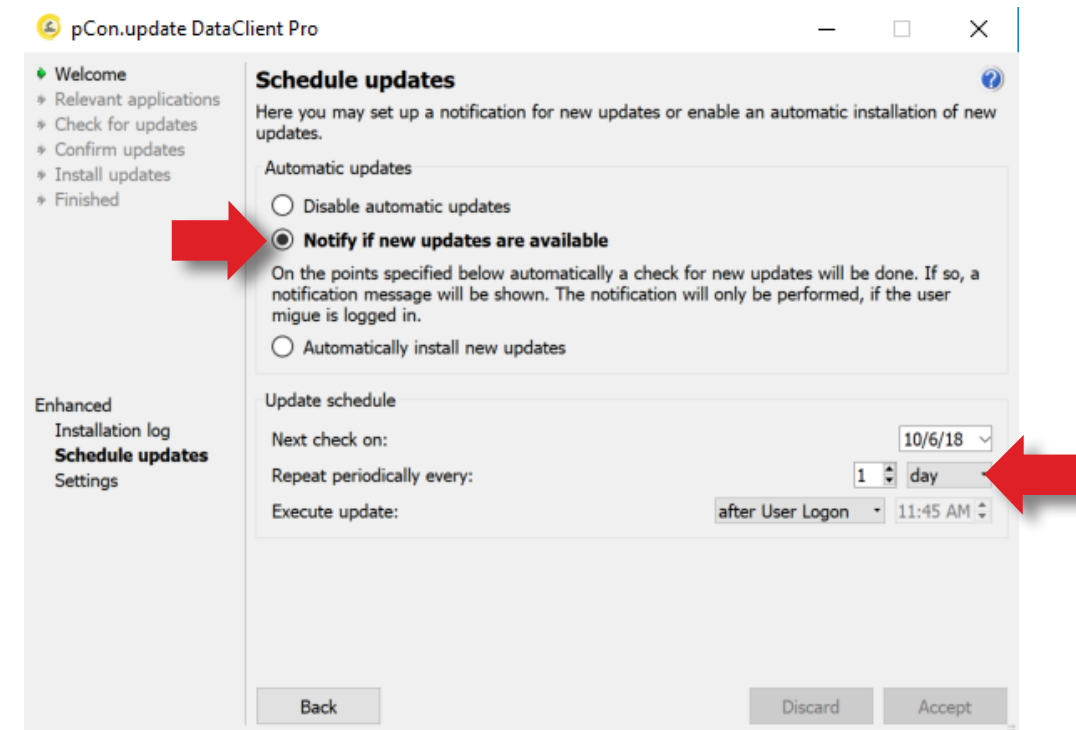 pCon.update DataClient Pro
Welcome
Relevant applications
Check for updates
Confirm updates
Install updates
Finished
Enhanced
Installation log
Schedule updates
Settings
Schedule updates
Here you may set up a notification for new updates or enable an automatic installation of new
updates.
Automatic updates
Disable automatic updates
Notify if new updates are available
On the points specified below automatically a check for new updates will be done. If so, a
notification message will be shown. The notification will only be performed, if the user
migue is logged in.
Automatically install new updates
Update schedule
Next check on: 10/6/18
Repeat periodically every: 1 day
Execute update: after User Logon 11:45 AM
Back Discard Accept